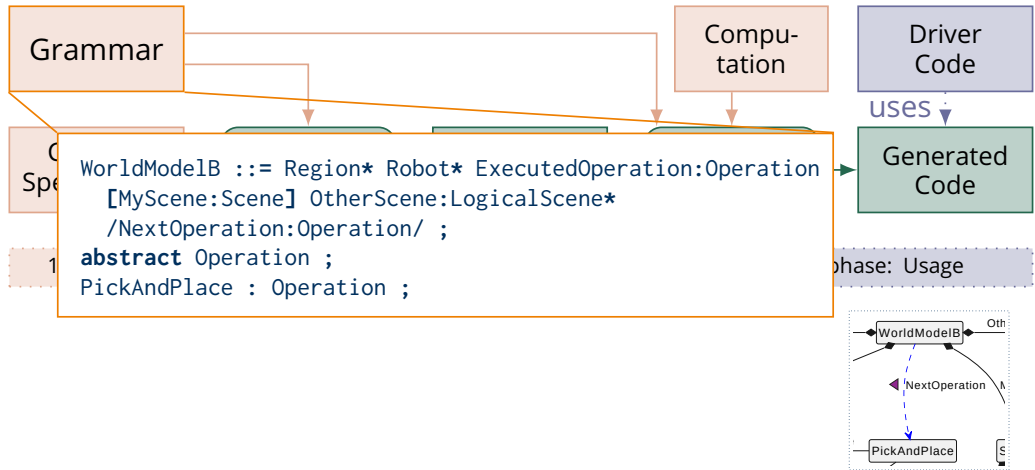 Grammar
Compu-
tation
Driver
Code
uses
Generated
Code
WorldModelB ::= Region* Robot* ExecutedOperation:Operation
[MyScene:Scene] OtherScene:LogicalScene*
/NextOperation:Operation/ ;
abstract Operation ;
PickAndPlace : Operation ;
phase: Usage
WorldModelB
NextOperation
PickAndPlace